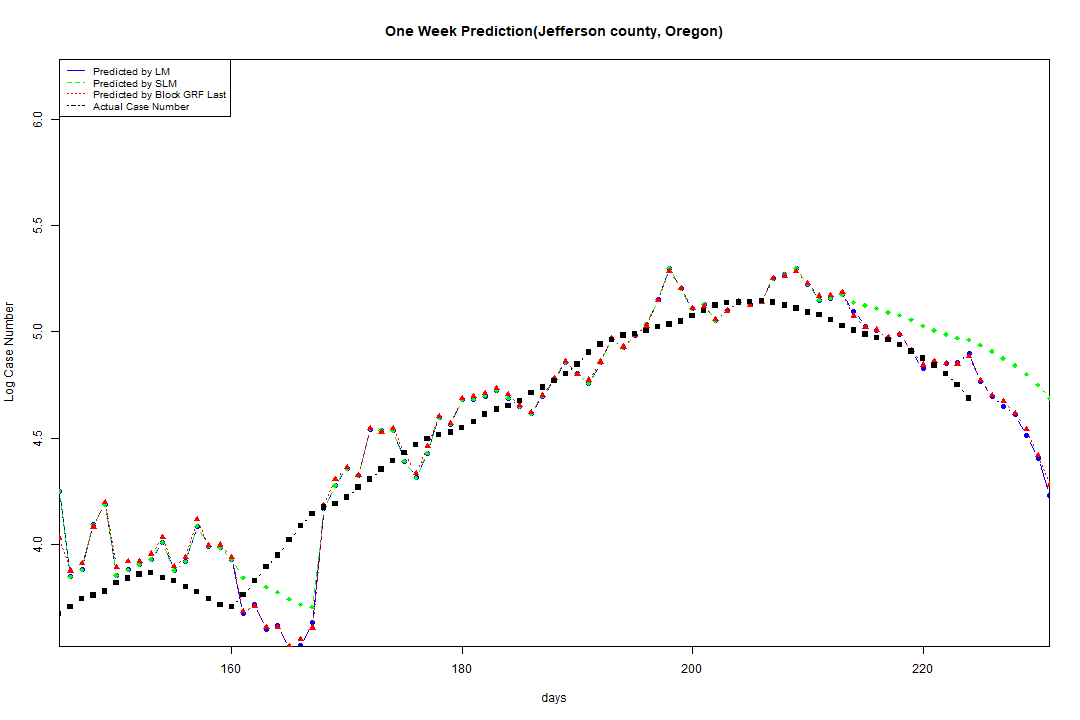 One Week Prediction(Jefferson county, Oregon)
Predicted by LM
Predicted by SLM
Predicted by Block GRF Last
Actual Case Number
6.0
5.5
5.0
4.5
4.0
Log Case Number
160 180 200 220
days